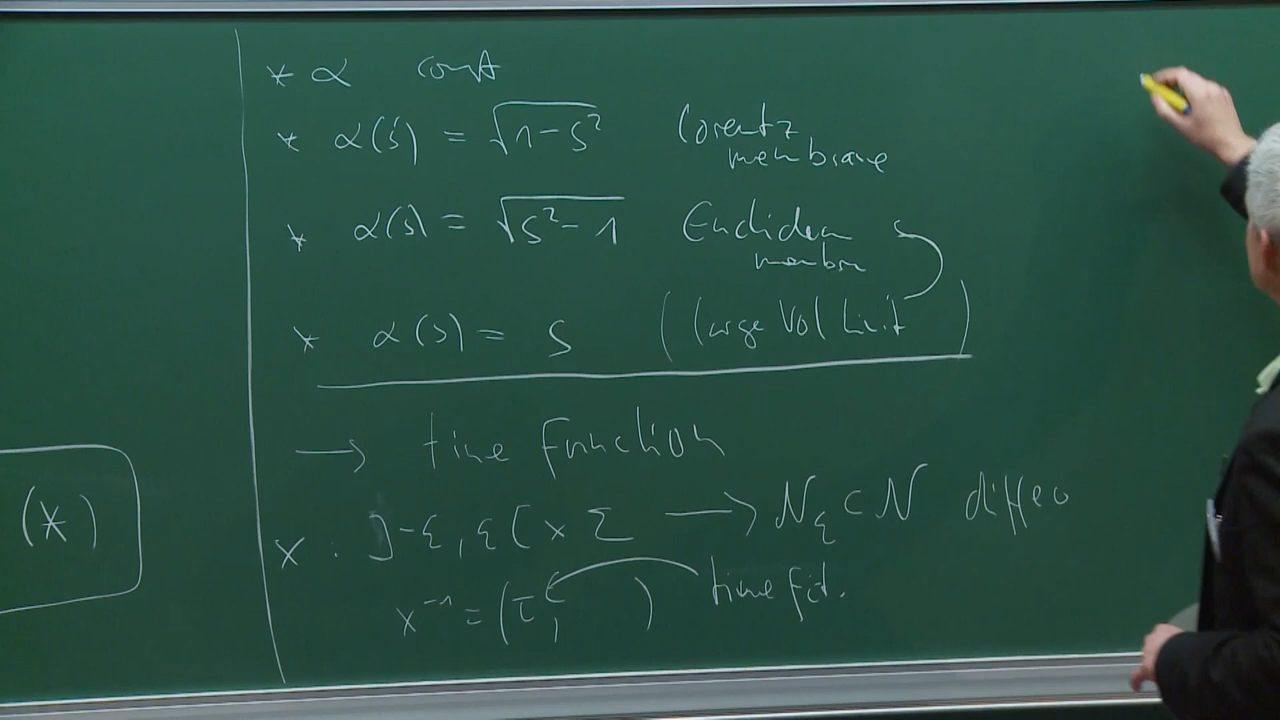 * α const
* α(s) = √(1-s²) Lorentz membrane
* α(s) = √(s²-1) Euclidean membr
* α(s) = s (large Vol Limit)
→ time function
(*)
x : ]-ε, ε[ × Σ → 𝒩_ε ⊂ 𝒩 diffeo
x⁻¹ = (τ, ) time fct.